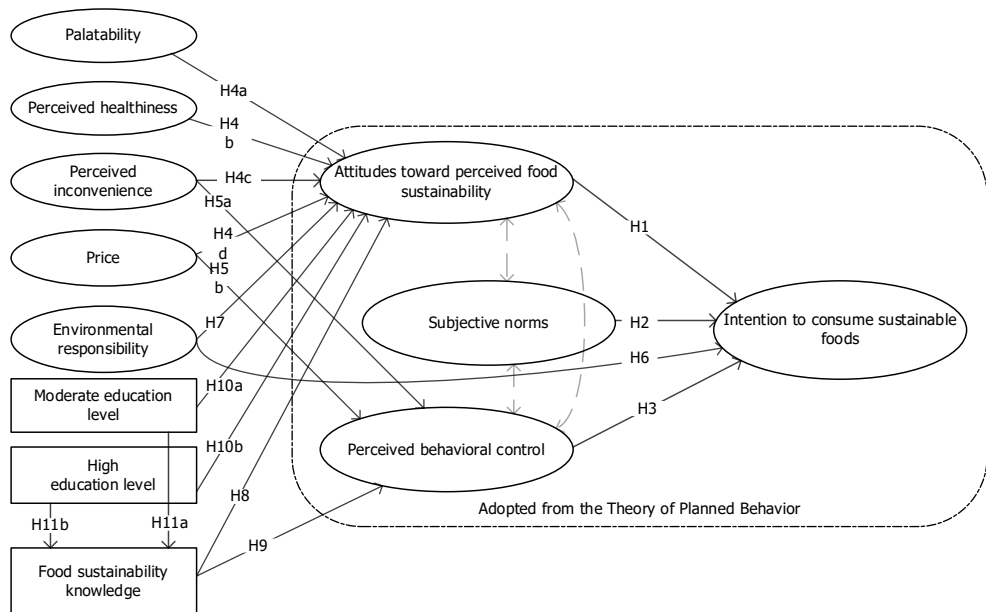 Palatability
H4a
Perceived healthiness
H4
b
Perceived
inconvenience
H4c
H5a
Attitudes toward perceived food
sustainability
H1
Price
H4
d
H5
b
Subjective norms
H2
Intention to consume sustainable
foods
Environmental
responsibility
H7
H6
Moderate education
level
H10a
H3
High
education level
H10b
Perceived behavioral control
H8
Adopted from the Theory of Planned Behavior
H11b
H11a
H9
Food sustainability
knowledge